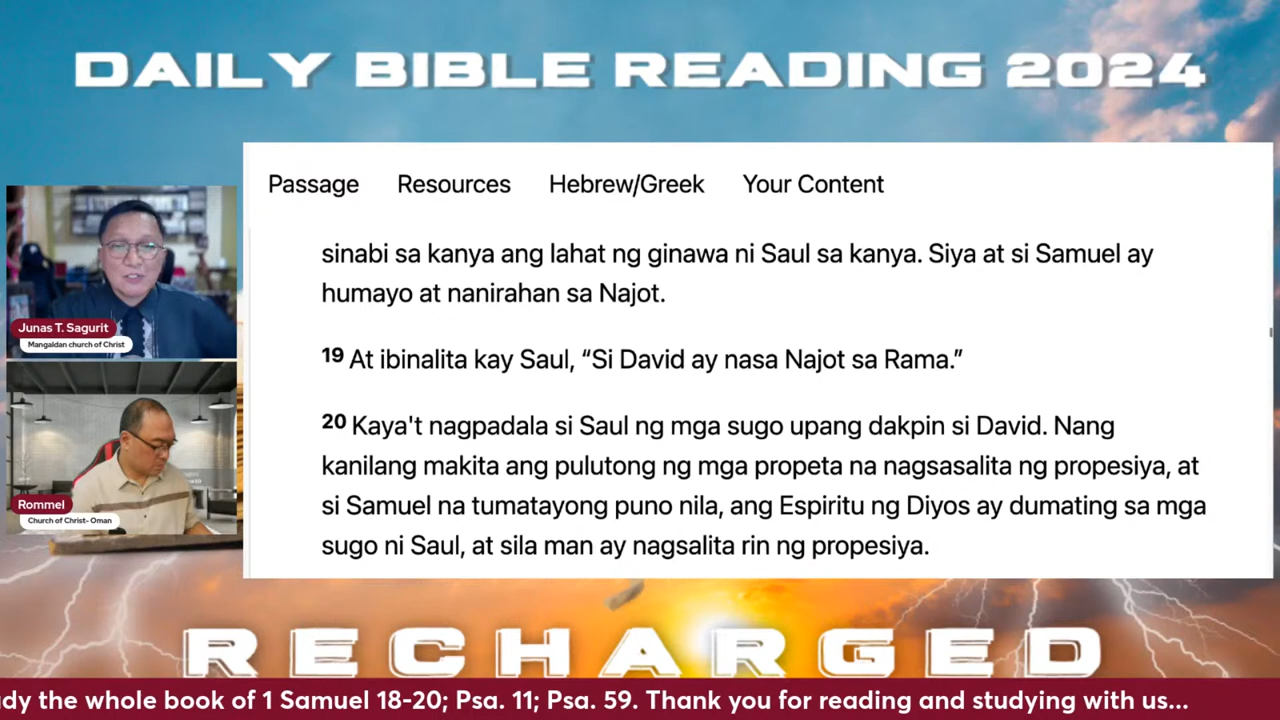 DAILY BIBLE READING 2024
Passage Resources Hebrew/Greek Your Content
sinabi sa kanya ang lahat ng ginawa ni Saul sa kanya. Siya at si Samuel ay
humayo at nanirahan sa Najot.
19 At ibinalita kay Saul, “Si David ay nasa Najot sa Rama.”
20 Kaya't nagpadala si Saul ng mga sugo upang dakpin si David. Nang
kanilang makita ang pulutong ng mga propeta na nagsasalita ng propesiya, at
si Samuel na tumatayong puno nila, ang Espiritu ng Diyos ay dumating sa mga
sugo ni Saul, at sila man ay nagsalita rin ng propesiya.
Junas T. Sagurit
Mangaldan church of Christ
Rommel
Church of Christ- Oman
RECHARGED
dy the whole book of 1 Samuel 18-20; Psa. 11; Psa. 59. Thank you for reading and studying with us...